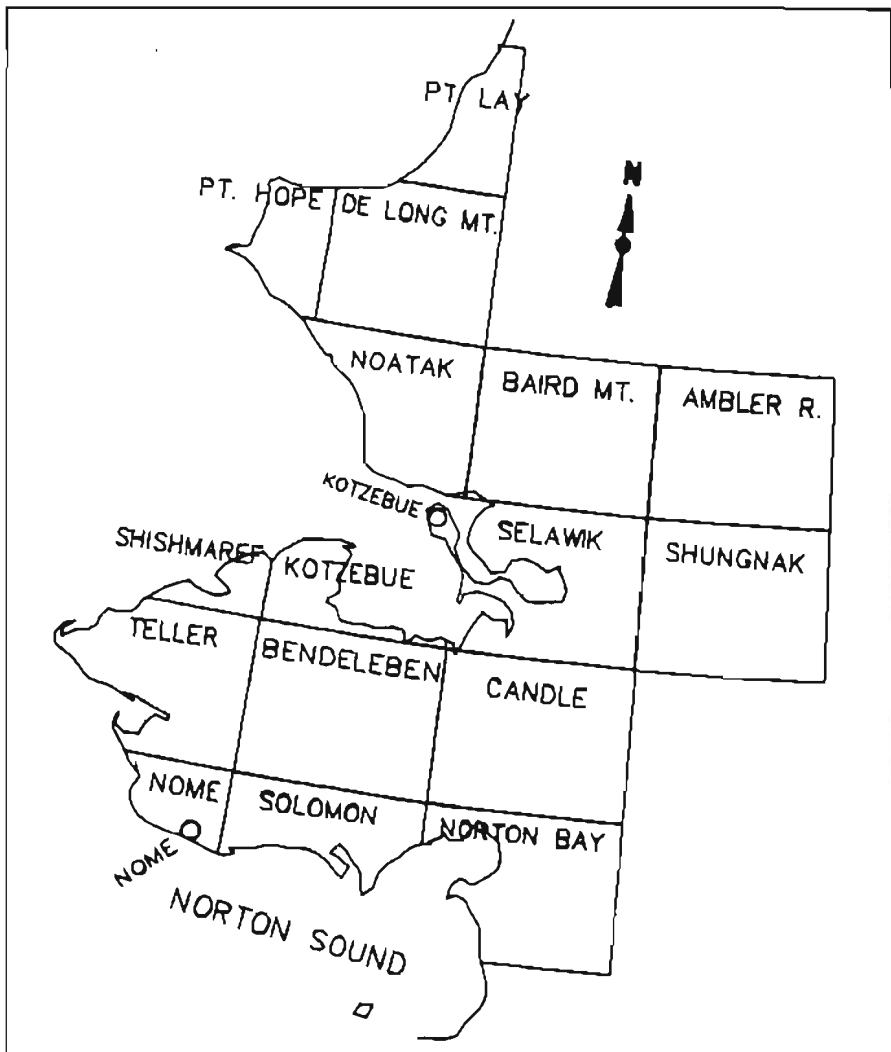 PT. LAY
N
PT. HOPE
DE LONG MT.
NOATAK
BAIRD MT.
AMBLER R.
KOTZEBUE
SELAWIK
SHUNGNAK
SHISHMAREF
KOTZEBUE
TELLER
BENDELEBEN
CANDLE
NOME
SOLOMON
NORTON BAY
NOME
NORTON SOUND